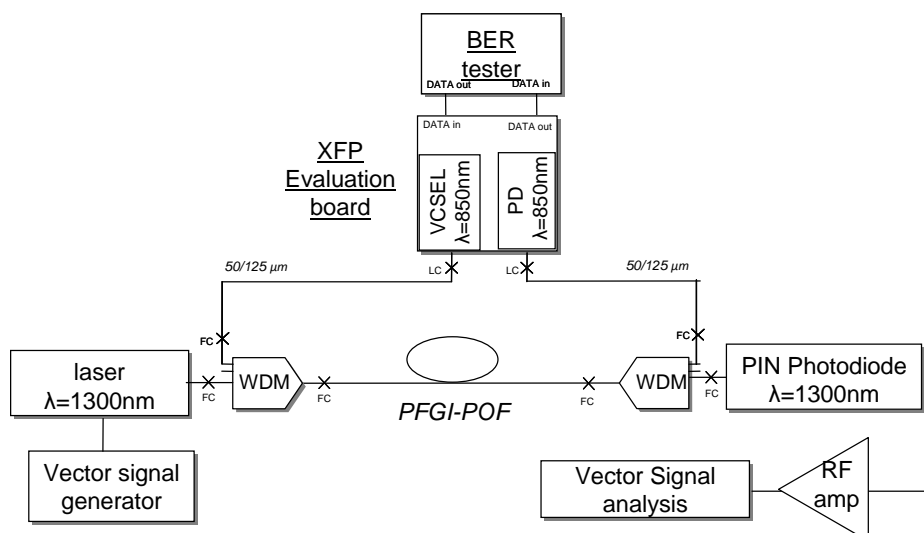 BER
tester
DATA out
DATA in
DATA in
DATA out
XFP
Evaluation
board
VCSEL
λ=850nm
PD
λ=850nm
LC
LC
50/125 µm
50/125 µm
FC
FC
laser
λ=1300nm
FC
WDM
FC
PFGI-POF
FC
WDM
FC
PIN Photodiode
λ=1300nm
Vector signal
generator
Vector Signal
analysis
RF
amp